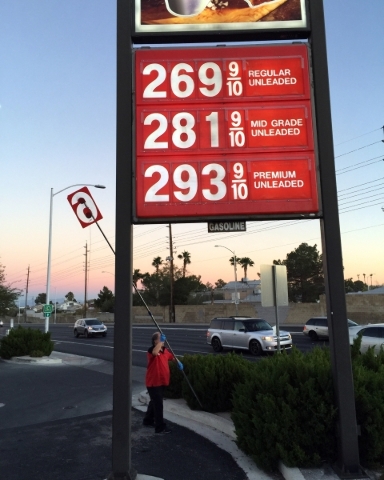 269 9/10 REGULAR
UNLEADED
281 9/10 MID GRADE
UNLEADED
293 9/10 PREMIUM
UNLEADED
GASOLINE